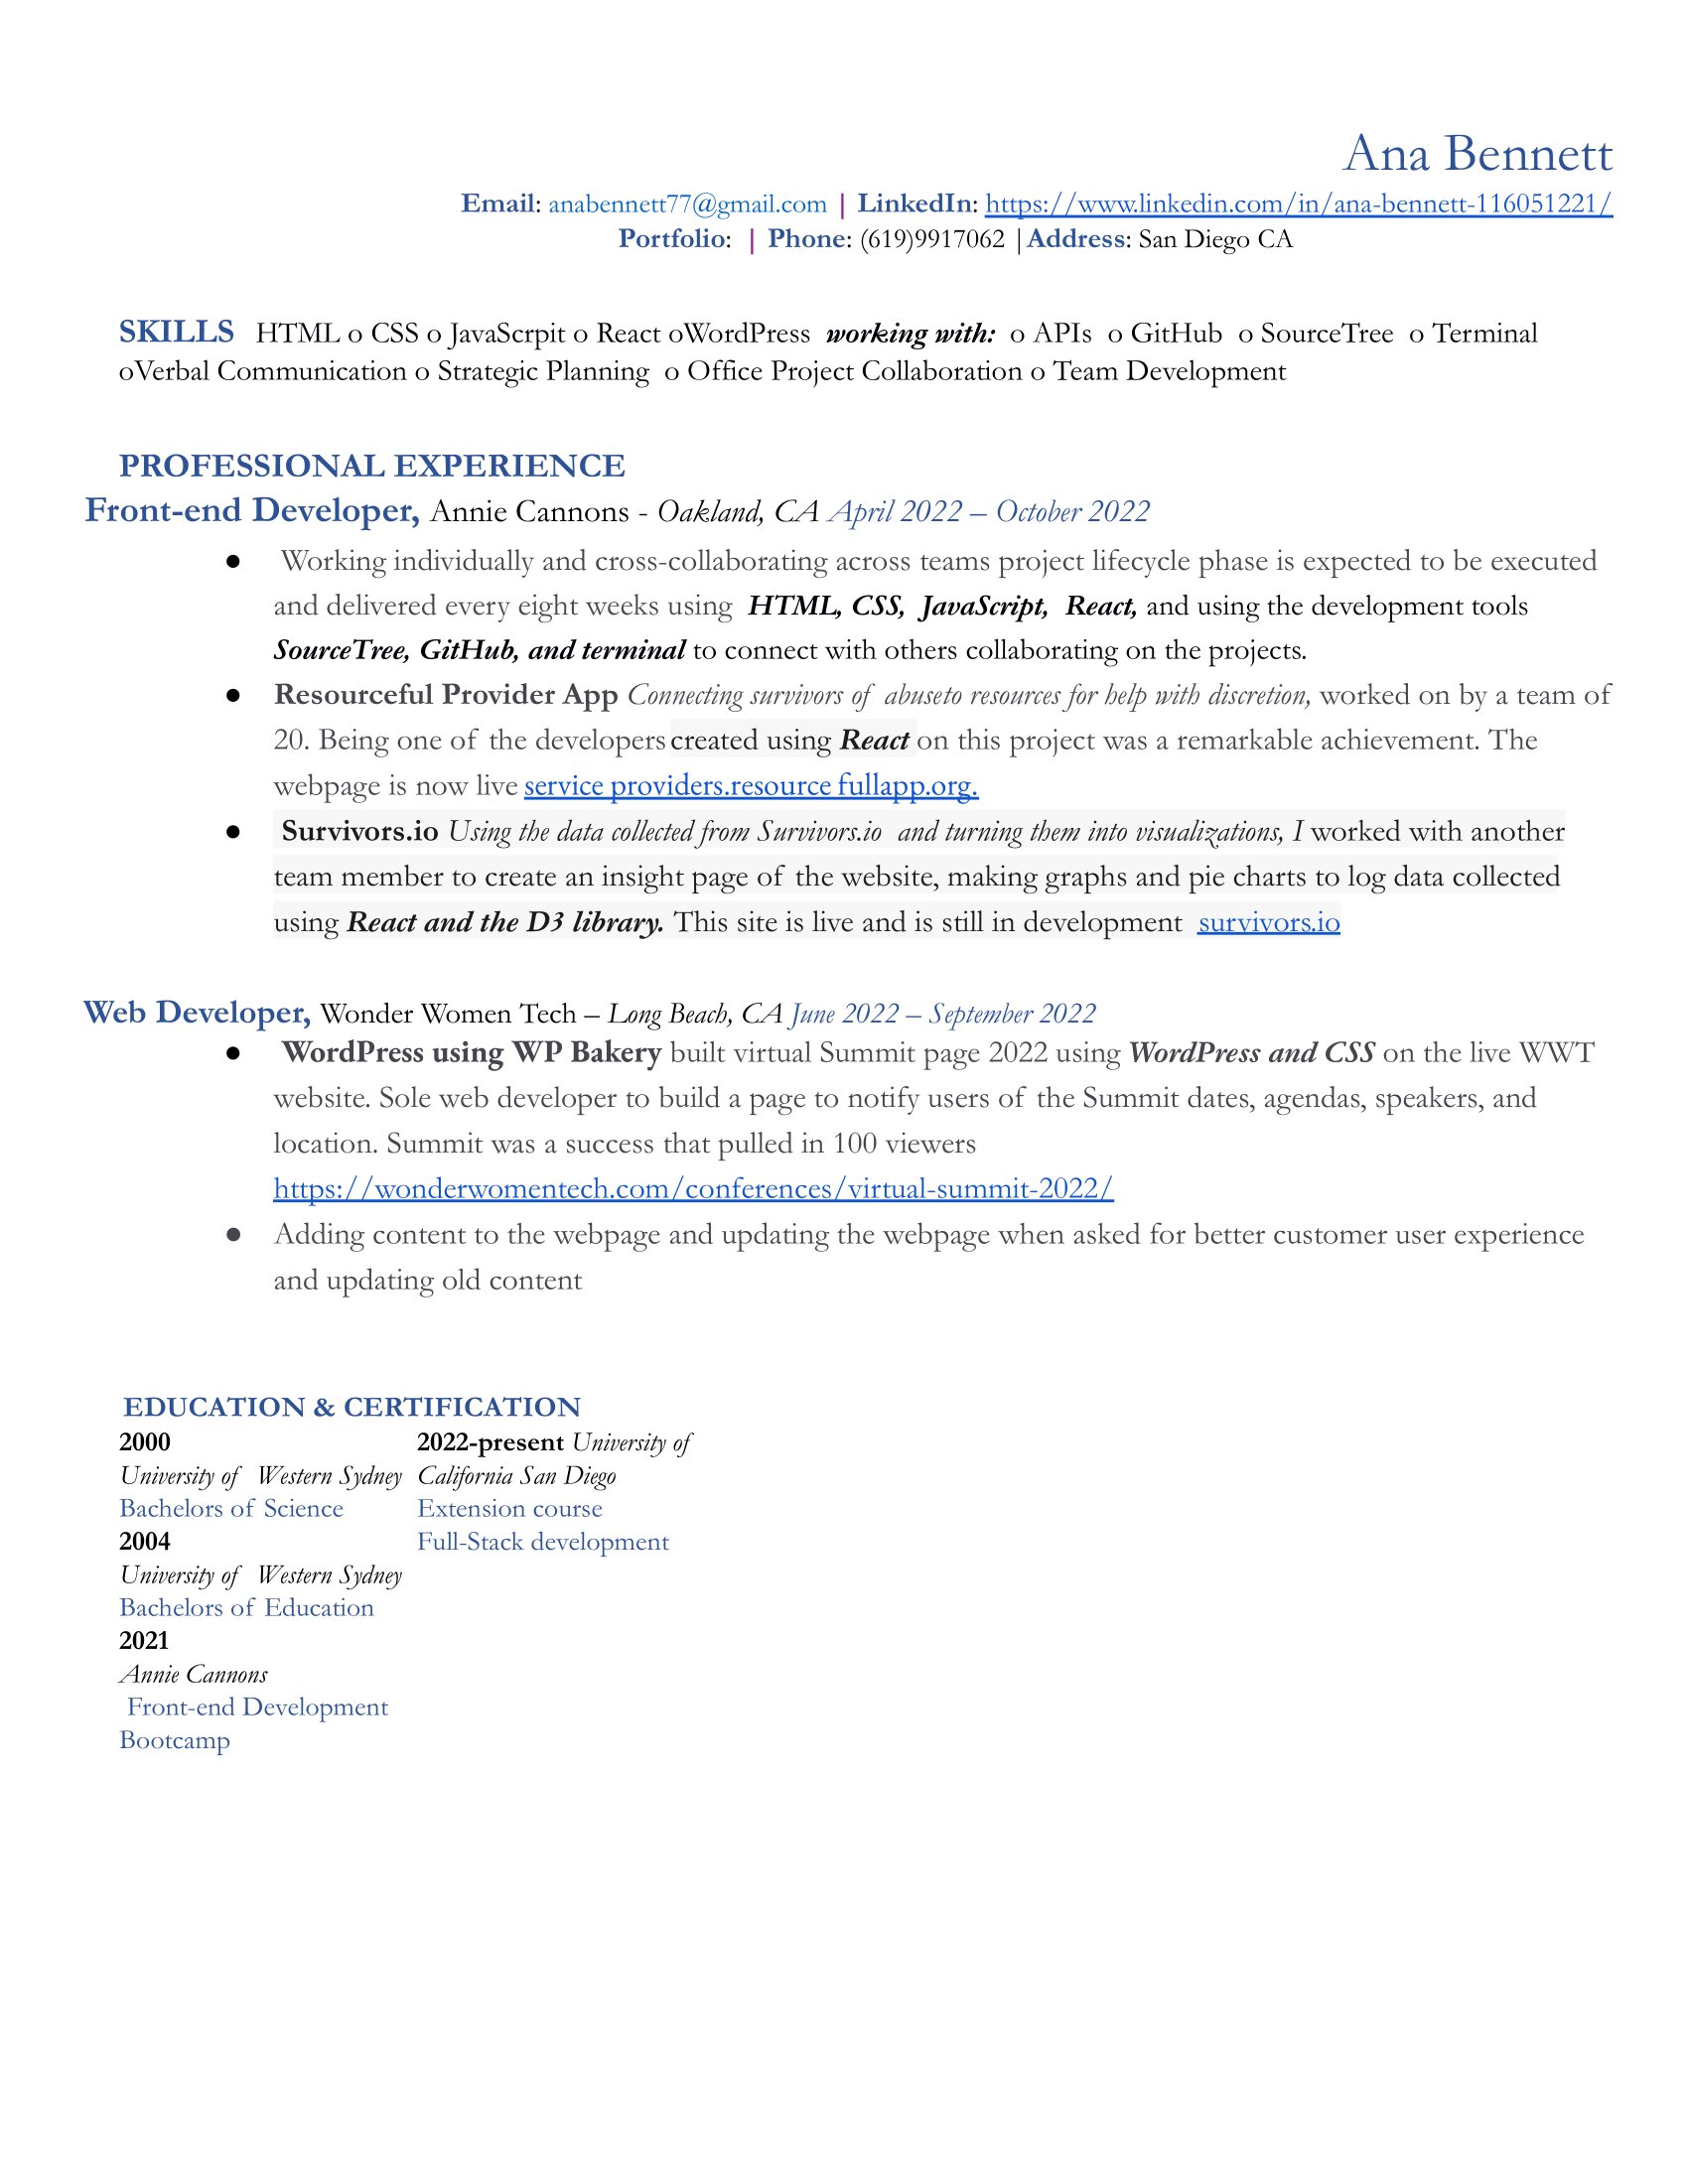 Ana Bennett
Email: anabennett77@gmail.com | LinkedIn: https://www.linkedin.com/in/ana-bennett-116051221/
Portfolio: | Phone: (619)9917062 |Address: San Diego CA
SKILLS HTML o CSS o JavaScrpit o React oWordPress working with: o APIs o GitHub o SourceTree o Terminal
oVerbal Communication o Strategic Planning o Office Project Collaboration o Team Development
PROFESSIONAL EXPERIENCE
Front-end Developer, Annie Cannons - Oakland, CA April 2022 – October 2022
● Working individually and cross-collaborating across teams project lifecycle phase is expected to be executed
and delivered every eight weeks using HTML, CSS, JavaScript, React, and using the development tools
SourceTree, GitHub, and terminal to connect with others collaborating on the projects.
● Resourceful Provider App Connecting survivors of abuseto resources for help with discretion, worked on by a team of
20. Being one of the developers created using React on this project was a remarkable achievement. The
webpage is now live service providers.resource fullapp.org.
● Survivors.io Using the data collected from Survivors.io and turning them into visualizations, I worked with another
team member to create an insight page of the website, making graphs and pie charts to log data collected
using React and the D3 library. This site is live and is still in development survivors.io
Web Developer, Wonder Women Tech – Long Beach, CA June 2022 – September 2022
● WordPress using WP Bakery built virtual Summit page 2022 using WordPress and CSS on the live WWT
website. Sole web developer to build a page to notify users of the Summit dates, agendas, speakers, and
location. Summit was a success that pulled in 100 viewers
https://wonderwomentech.com/conferences/virtual-summit-2022/
● Adding content to the webpage and updating the webpage when asked for better customer user experience
and updating old content
EDUCATION & CERTIFICATION
2000
University of Western Sydney
Bachelors of Science
2004
University of Western Sydney
Bachelors of Education
2021
Annie Cannons
Front-end Development
Bootcamp
2022-present University of
California San Diego
Extension course
Full-Stack development